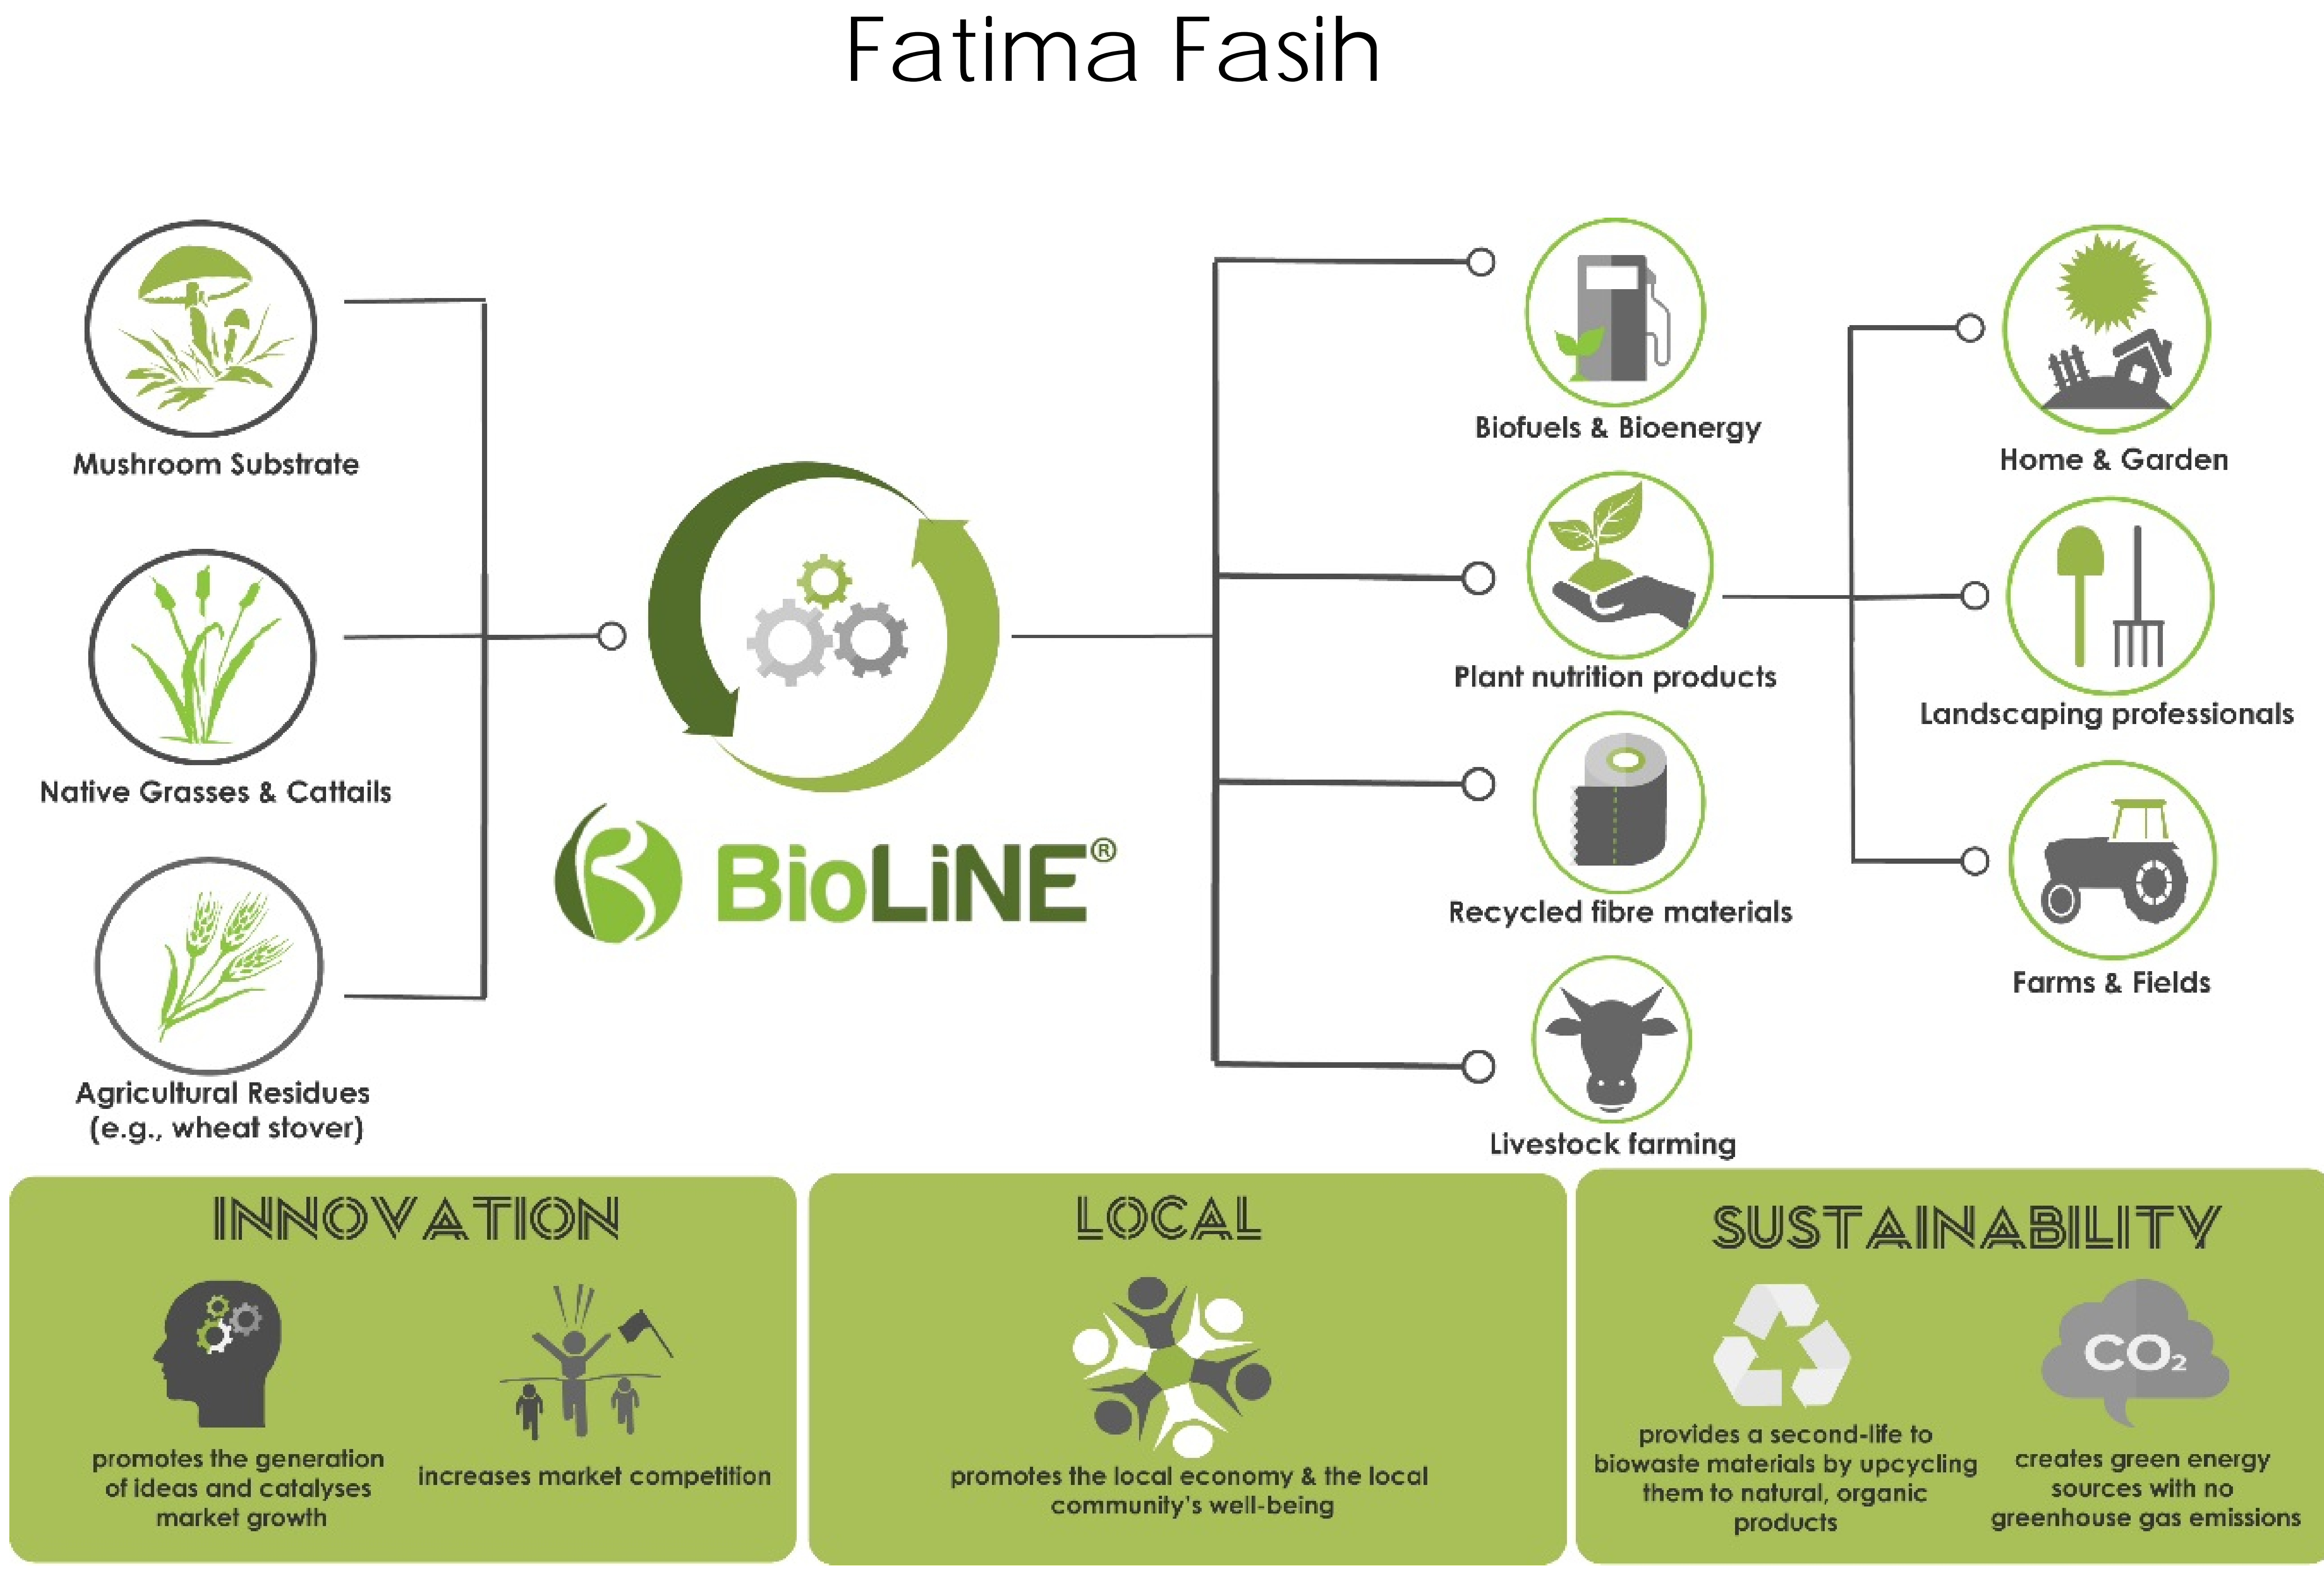 Fatima Fasih
Mushroom Substrate
Native Grasses & Cattails
Agricultural Residues
(e.g., wheat stover)
BioLiNE®
Biofuels & Bioenergy
Plant nutrition products
Recycled fibre materials
Livestock farming
Home & Garden
Landscaping professionals
Farms & Fields
INNOVATION
promotes the generation
of ideas and catalyses
market growth
increases market competition
LOCAL
promotes the local economy & the local
community's well-being
SUSTAINABILITY
provides a second-life to
biowaste materials by upcycling
them to natural, organic
products
CO₂
creates green energy
sources with no
greenhouse gas emissions